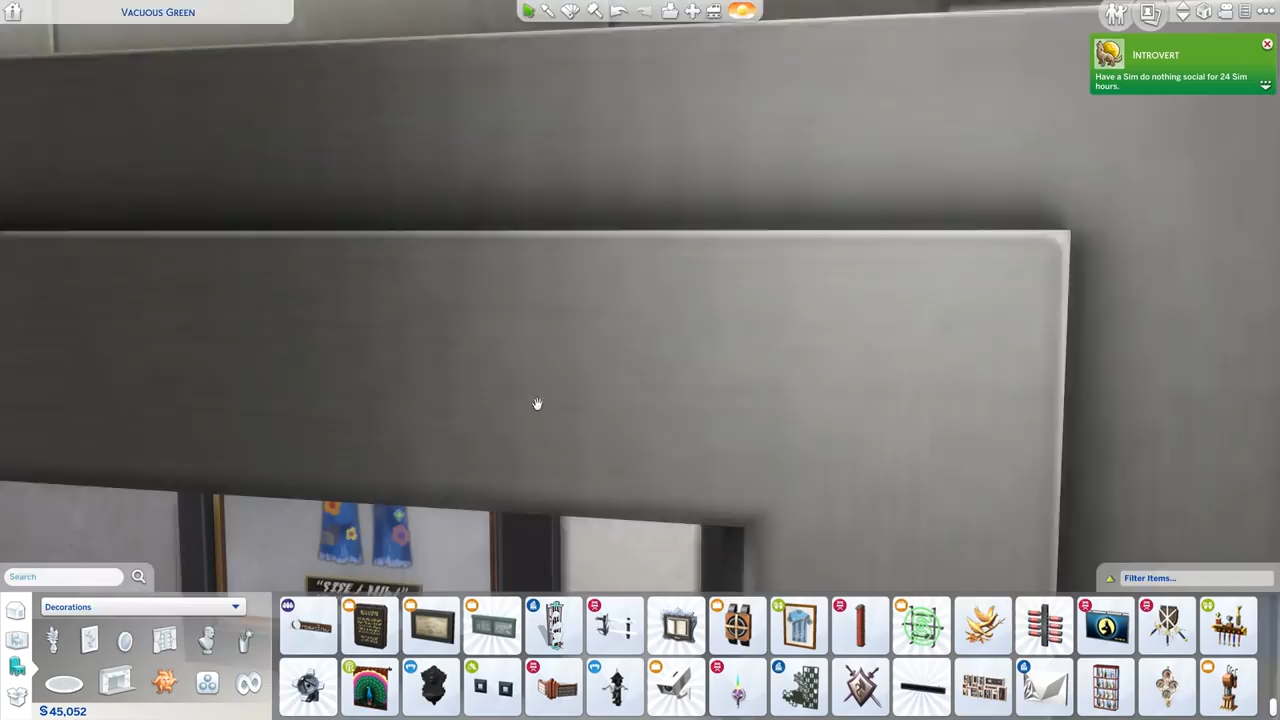 Vacuous Green
Introvert
Have a Sim do nothing social for 24 Sim
hours.
Search
Filter Items...
Decorations
§45,052